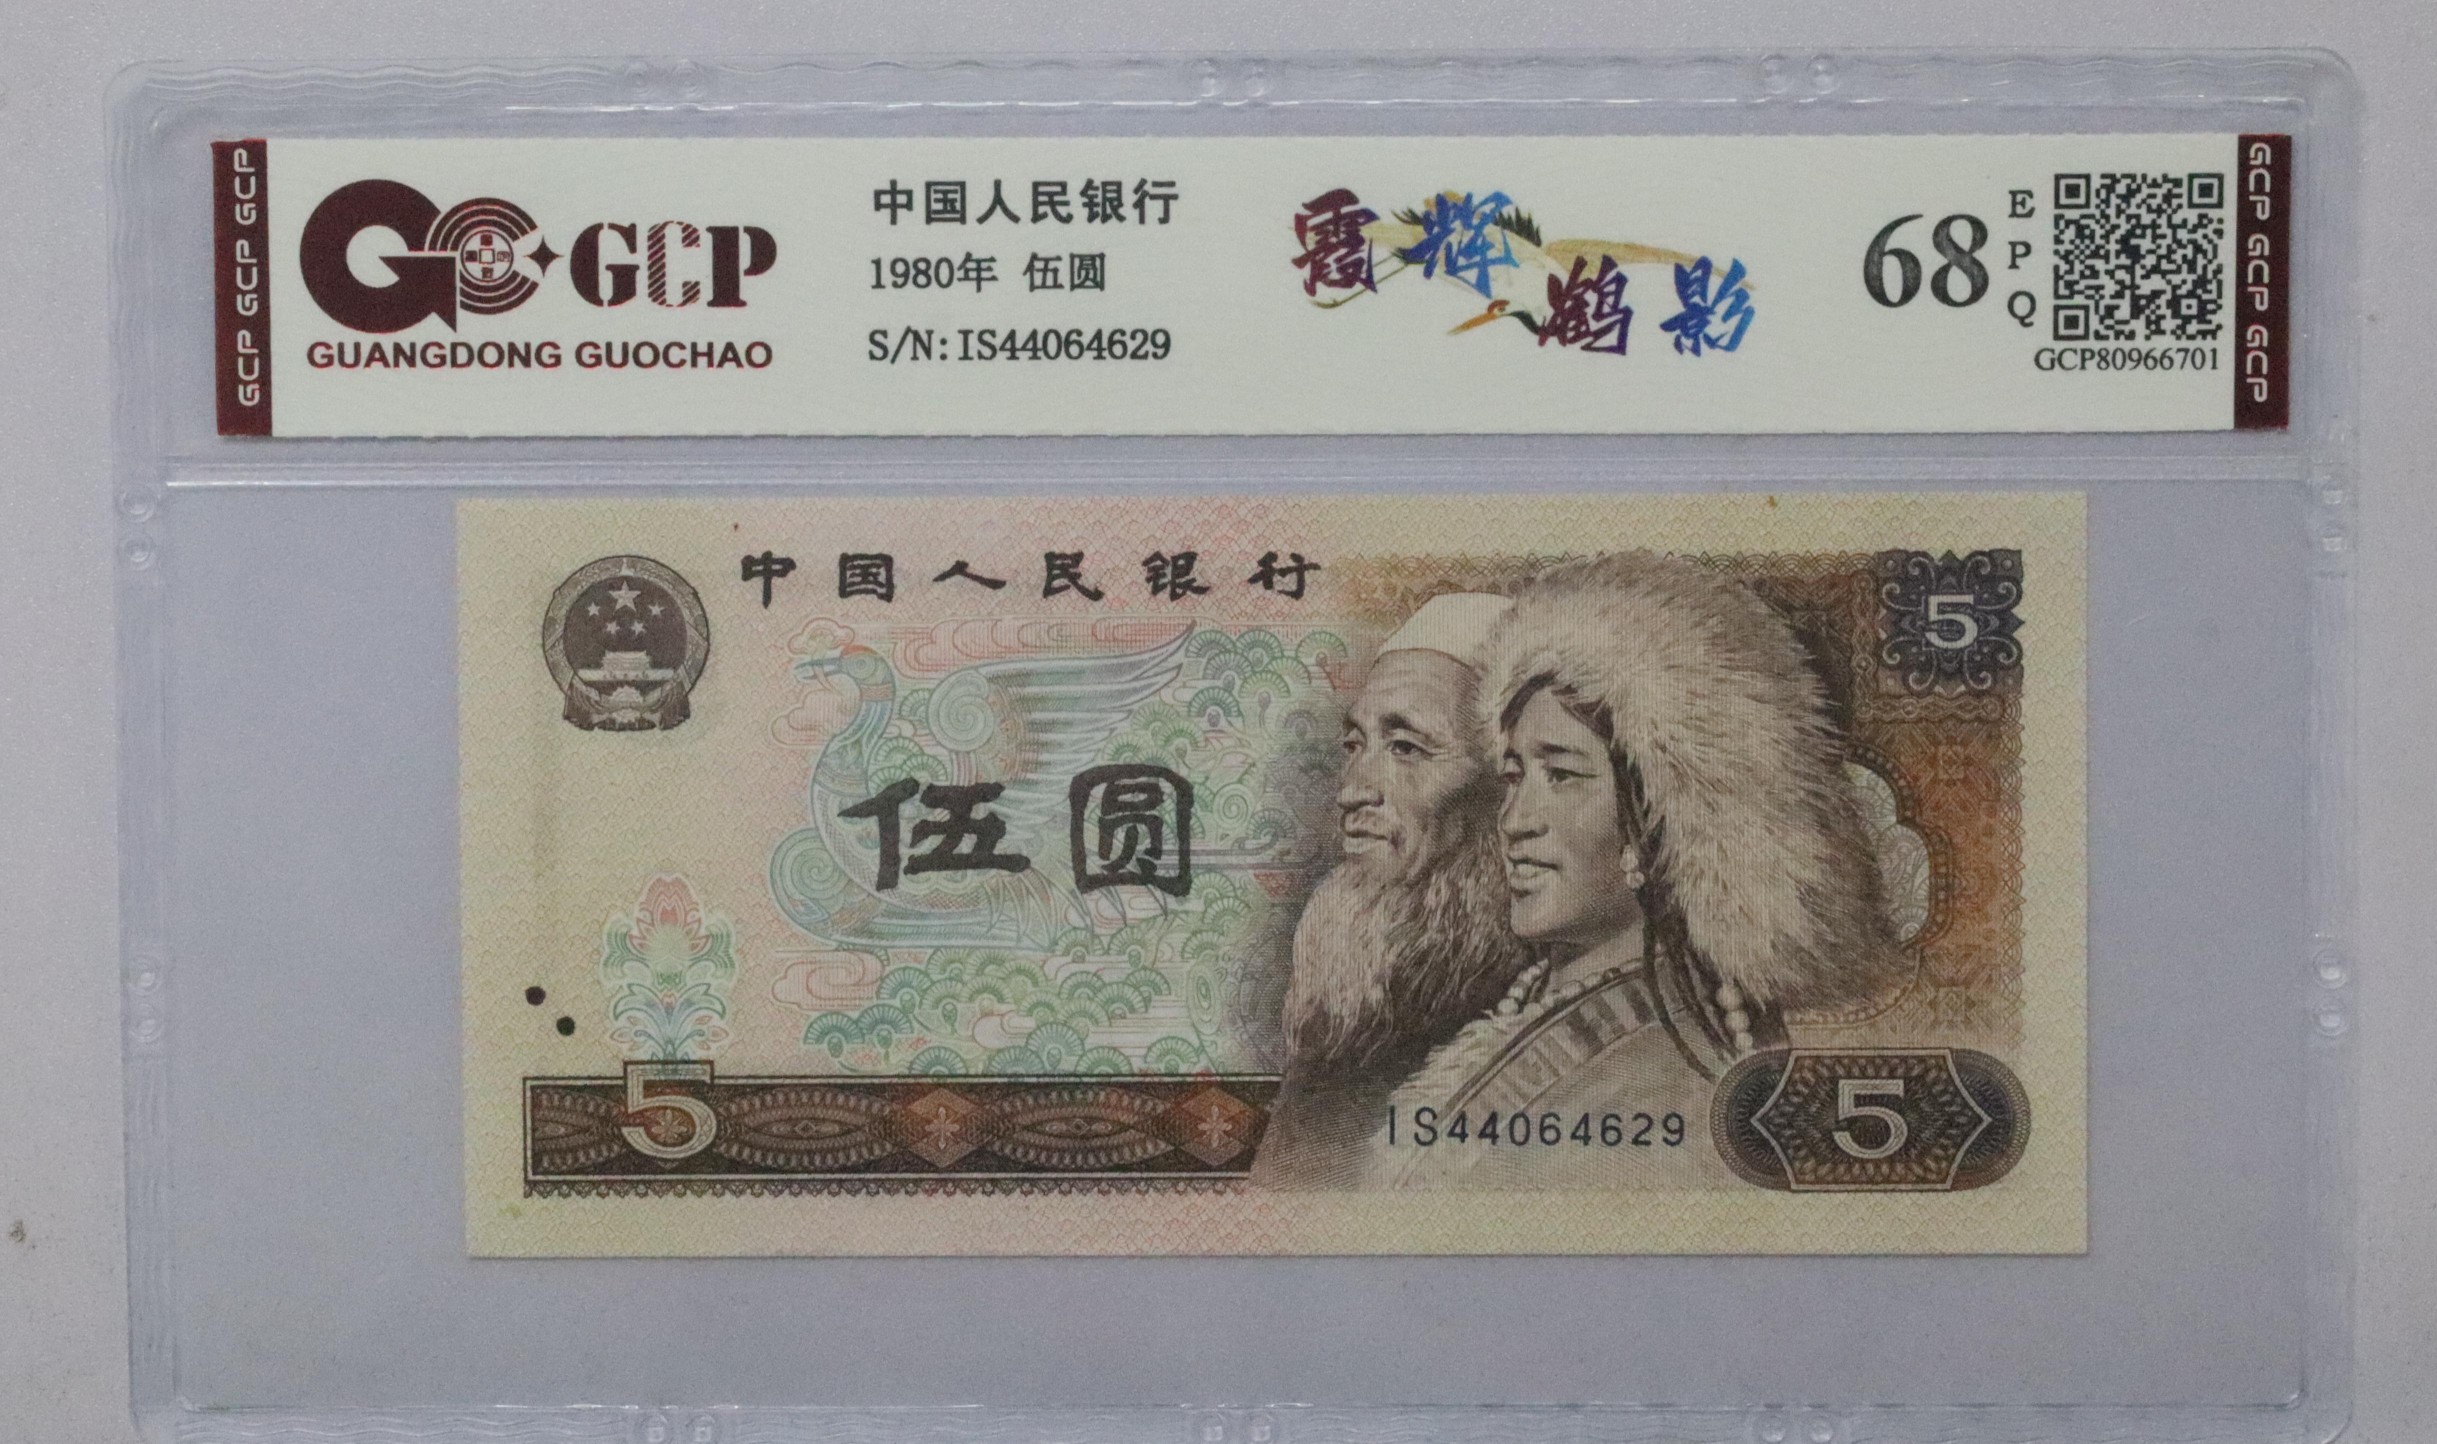 GCP GCP GCP
GCP
GUANGDONG GUOCHAO
中国人民银行
1980年 伍圆
S/N:IS44064629
霞辉
鹤影
68
EPQ
GCP80966701
GCP GCP GCP
中国人民银行
5
伍圆
5
IS44064629
5